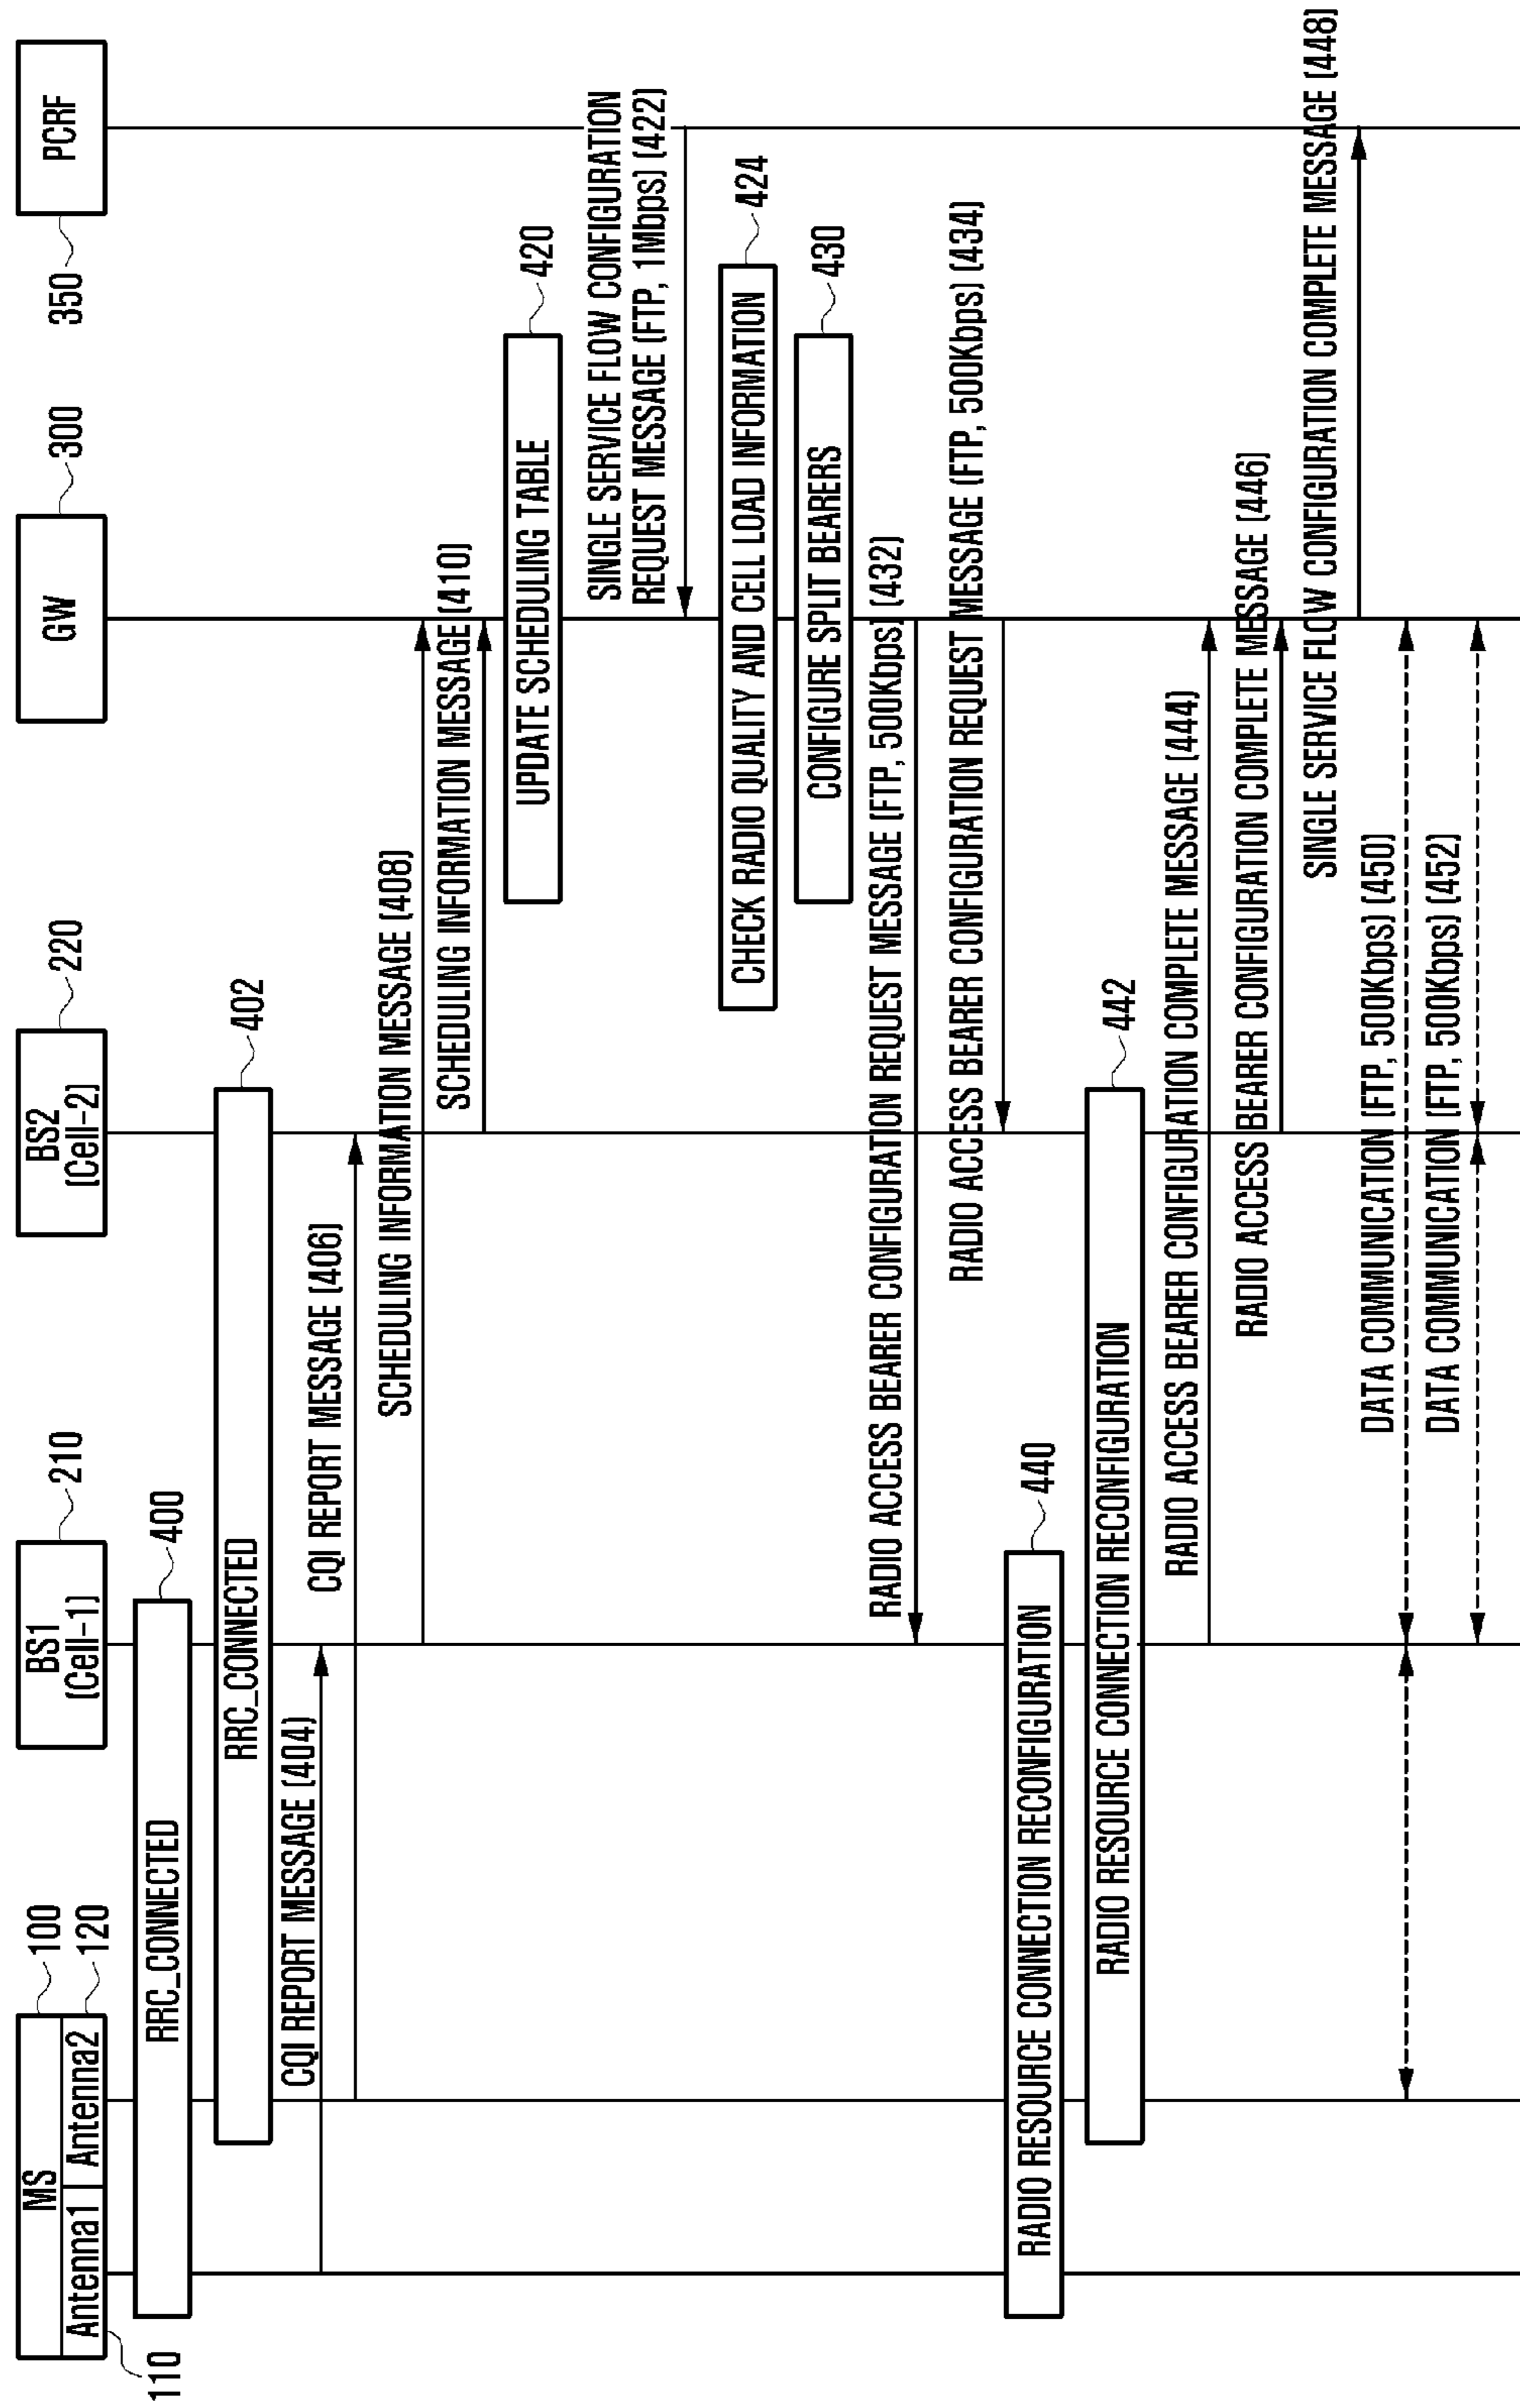 MS
100
Antenna1
Antenna2
120
110
BS1
(Cell-1)
210
BS2
(Cell-2)
220
GW
300
PCRF
350
RRC_CONNECTED
400
RRC_CONNECTED
402
CQI REPORT MESSAGE (404)
CQI REPORT MESSAGE (406)
SCHEDULING INFORMATION MESSAGE (408)
SCHEDULING INFORMATION MESSAGE (410)
UPDATE SCHEDULING TABLE
420
SINGLE SERVICE FLOW CONFIGURATION
REQUEST MESSAGE (FTP, 1Mbps) (422)
CHECK RADIO QUALITY AND CELL LOAD INFORMATION
424
CONFIGURE SPLIT BEARERS
430
RADIO ACCESS BEARER CONFIGURATION REQUEST MESSAGE (FTP, 500Kbps) (432)
RADIO ACCESS BEARER CONFIGURATION REQUEST MESSAGE (FTP, 500Kbps) (434)
RADIO RESOURCE CONNECTION RECONFIGURATION
440
RADIO RESOURCE CONNECTION RECONFIGURATION
442
RADIO ACCESS BEARER CONFIGURATION COMPLETE MESSAGE (444)
RADIO ACCESS BEARER CONFIGURATION COMPLETE MESSAGE (446)
SINGLE SERVICE FLOW CONFIGURATION COMPLETE MESSAGE (448)
DATA COMMUNICATION (FTP, 500Kbps) (450)
DATA COMMUNICATION (FTP, 500Kbps) (452)